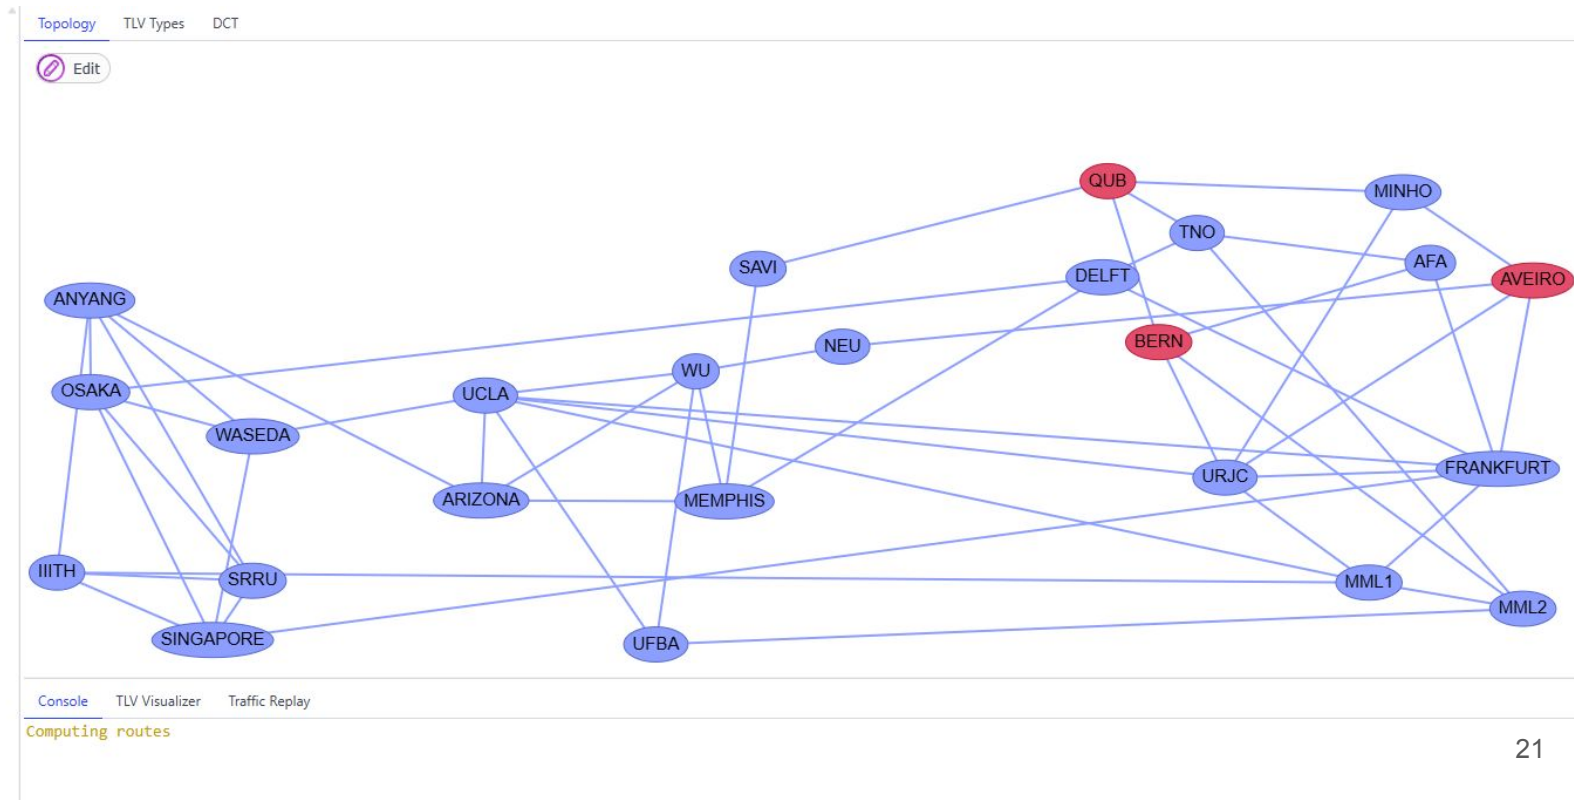 Topology TLV Types DCT
Edit
QUB
MINHO
TNO
AFA
SAVI
DELFT
AVEIRO
ANYANG
BERN
NEU
WU
OSAKA
UCLA
WASEDA
FRANKFURT
URJC
ARIZONA
MEMPHIS
IIITH
SRRU
MML1
MML2
SINGAPORE
UFBA
Console TLV Visualizer Traffic Replay
Computing routes
21